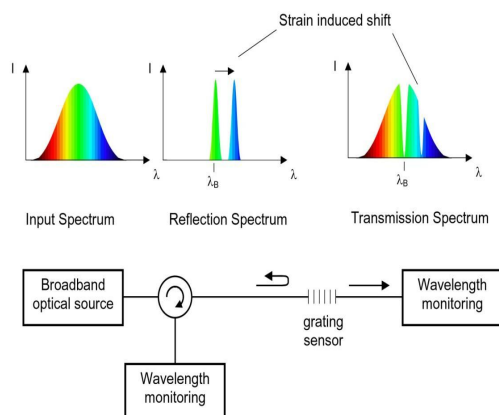 Strain induced shift
I
I
I
λ
λ
λ
λB
λB
Input Spectrum
Reflection Spectrum
Transmission Spectrum
Broadband
optical source
Wavelength
monitoring
grating
sensor
Wavelength
monitoring